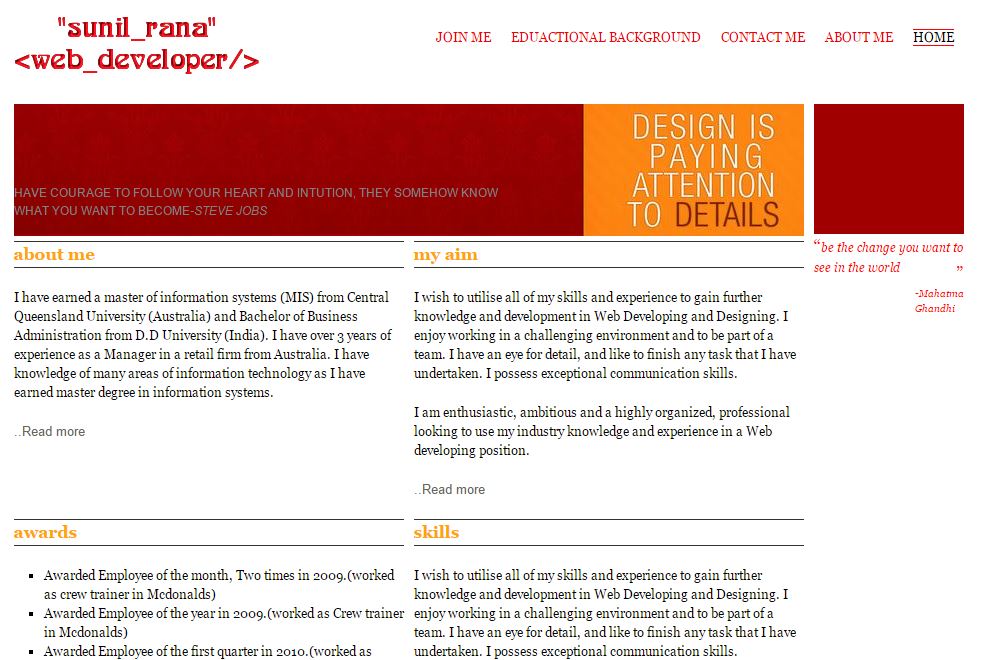 "sunil_rana"
<web_developer/>
JOIN ME EDUACTIONAL BACKGROUND CONTACT ME ABOUT ME HOME
HAVE COURAGE TO FOLLOW YOUR HEART AND INTUTION, THEY SOMEHOW KNOW
WHAT YOU WANT TO BECOME-STEVE JOBS
DESIGN IS
PAYING
ATTENTION
TO DETAILS
“be the change you want to
see in the world ”
-Mahatma
Ghandhi
about me
I have earned a master of information systems (MIS) from Central
Queensland University (Australia) and Bachelor of Business
Administration from D.D University (India). I have over 3 years of
experience as a Manager in a retail firm from Australia. I have
knowledge of many areas of information technology as I have
earned master degree in information systems.
..Read more
my aim
I wish to utilise all of my skills and experience to gain further
knowledge and development in Web Developing and Designing. I
enjoy working in a challenging environment and to be part of a
team. I have an eye for detail, and like to finish any task that I have
undertaken. I possess exceptional communication skills.
I am enthusiastic, ambitious and a highly organized, professional
looking to use my industry knowledge and experience in a Web
developing position.
..Read more
awards
▪ Awarded Employee of the month, Two times in 2009.(worked
as crew trainer in Mcdonalds)
▪ Awarded Employee of the year in 2009.(worked as Crew trainer
in Mcdonalds)
▪ Awarded Employee of the first quarter in 2010.(worked as
skills
I wish to utilise all of my skills and experience to gain further
knowledge and development in Web Developing and Designing. I
enjoy working in a challenging environment and to be part of a
team. I have an eye for detail, and like to finish any task that I have
undertaken. I possess exceptional communication skills.